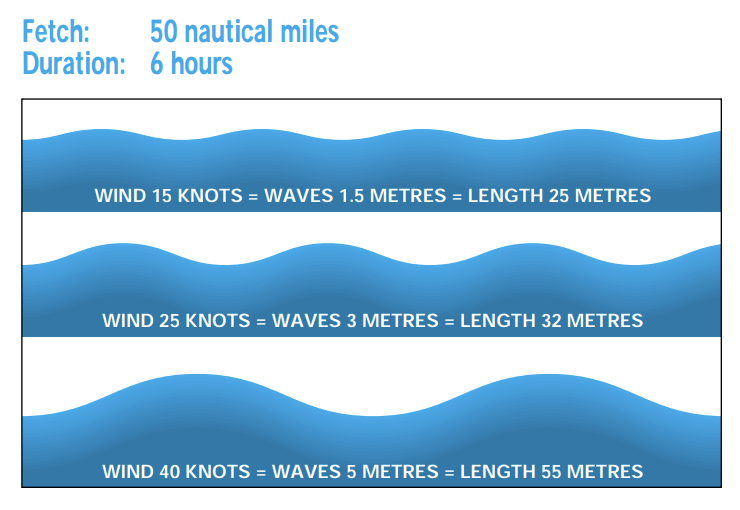 Fetch: 50 nautical miles
Duration: 6 hours
WIND 15 KNOTS = WAVES 1.5 METRES = LENGTH 25 METRES
WIND 25 KNOTS = WAVES 3 METRES = LENGTH 32 METRES
WIND 40 KNOTS = WAVES 5 METRES = LENGTH 55 METRES